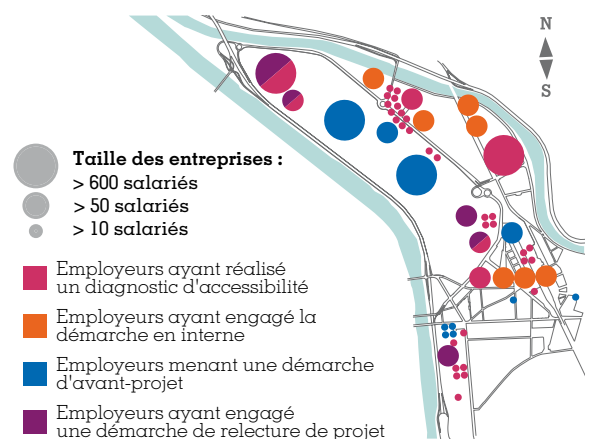 N
S
Taille des entreprises :
> 600 salariés
> 50 salariés
> 10 salariés
Employeurs ayant réalisé
un diagnostic d'accessibilité
Employeurs ayant engagé la
démarche en interne
Employeurs menant une démarche
d'avant-projet
Employeurs ayant engagé
une démarche de relecture de projet